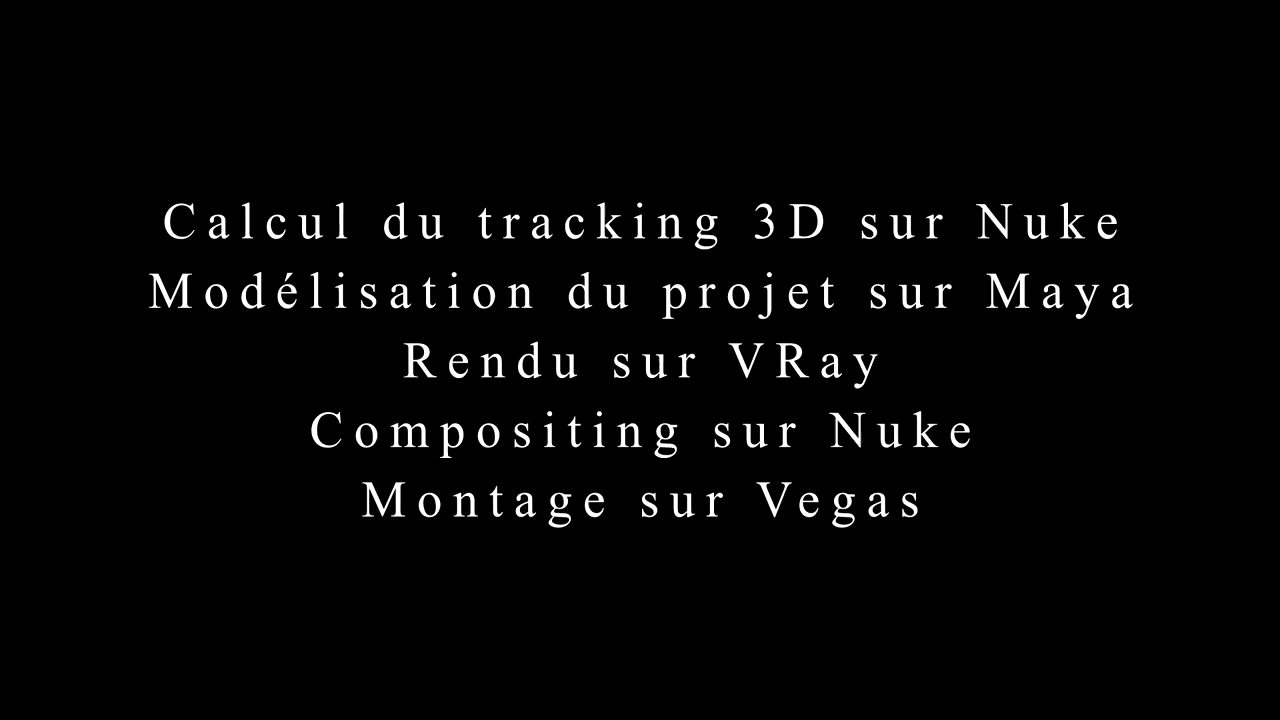 Calcul du tracking 3D sur Nuke
Modélisation du projet sur Maya
Rendu sur VRay
Compositing sur Nuke
Montage sur Vegas